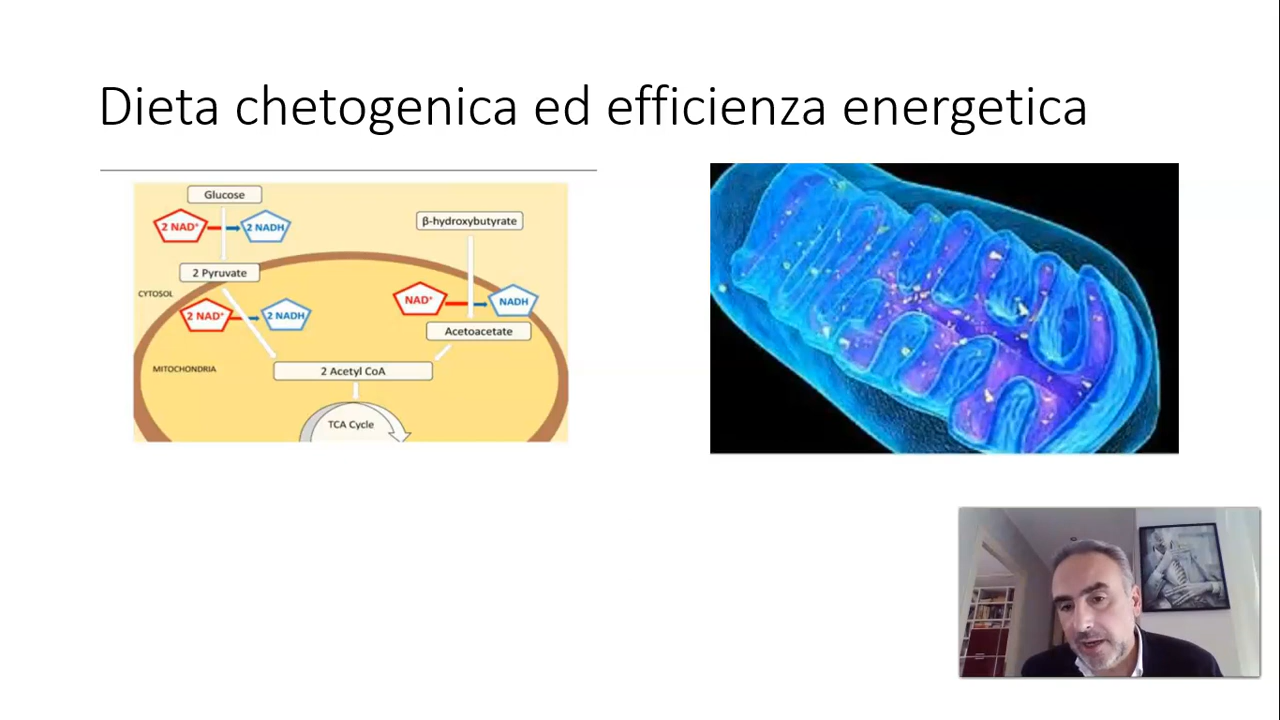 Dieta chetogenica ed efficienza energetica
Glucose
2 NAD⁺
2 NADH
β-hydroxybutyrate
2 Pyruvate
CYTOSOL
NAD⁺
NADH
2 NAD⁺
2 NADH
Acetoacetate
MITOCHONDRIA
2 Acetyl CoA
TCA Cycle